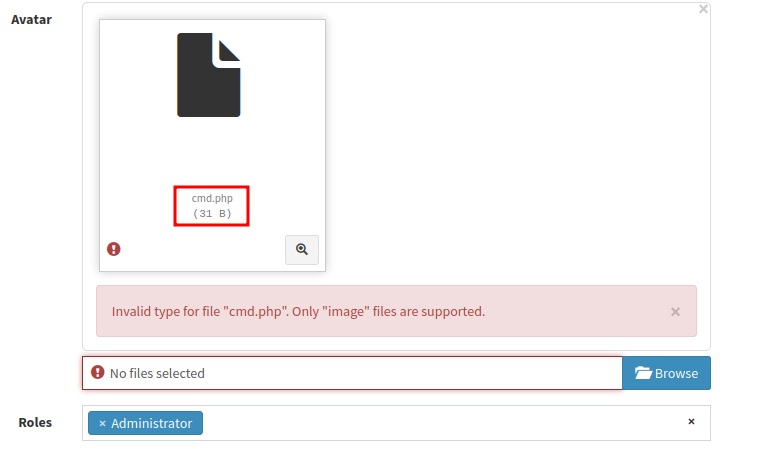 Avatar
×
cmd.php
(31 B)
Invalid type for file "cmd.php". Only "image" files are supported.
×
No files selected
Browse
Roles
× Administrator
×